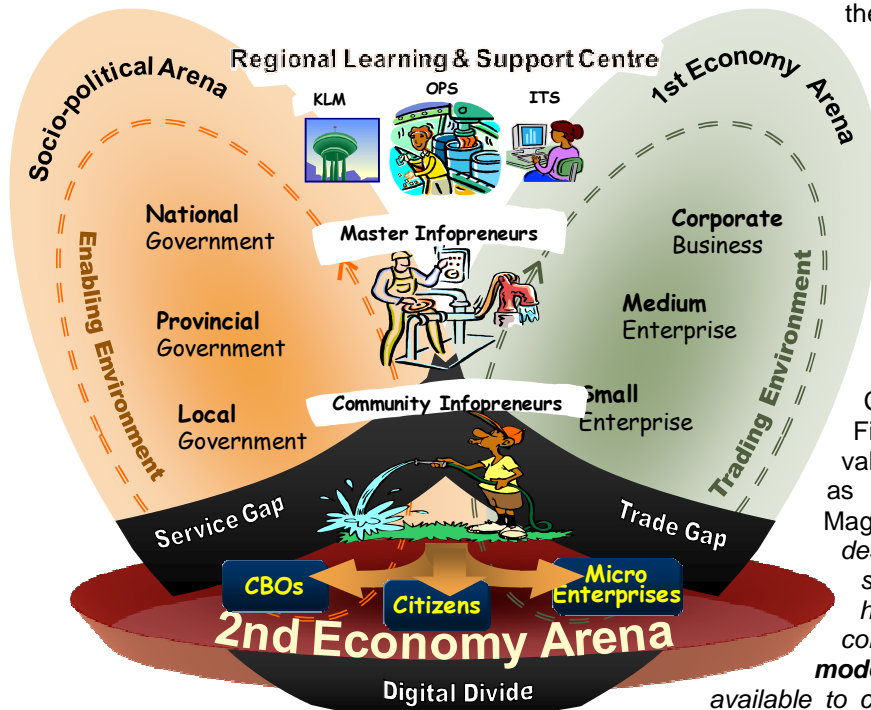 the
Regional Learning & Support Centre
Socio-political Arena
1st Economy Arena
KLM
OPS
ITS
National
Government
Corporate
Business
Master Infopreneurs
Enabling Environment
Trading Environment
Provincial
Government
Medium
Enterprise
Local
Government
Community Infopreneurs
Small
Enterprise
Service Gap
Trade Gap
CBOs
Citizens
Micro
Enterprises
2nd Economy Arena
Digital Divide
Fi
val
as
Mag
des
s
h
co
mode
available to c